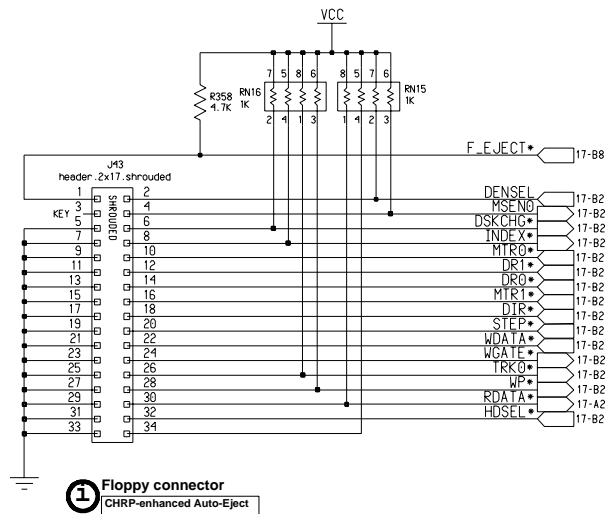 VCC
7 5 8 6
8 5 7 6
R358
4.7K
RN16
1K
RN15
1K
2 4 1 3
1 4 2 3
F_EJECT* 17-B8
J43
header.2x17.shrouded
SHROUDED
KEY
1 2 DENSEL 17-B2
3 4 MSEN0 17-B2
5 6 DSKCHG* 17-B2
7 8 INDEX* 17-B2
9 10 MTR0* 17-B2
11 12 DR1* 17-B2
13 14 DR0* 17-B2
15 16 MTR1* 17-B2
17 18 DIR* 17-B2
19 20 STEP* 17-B2
21 22 WDATA* 17-B2
23 24 WGATE* 17-B2
25 26 TRK0* 17-B2
27 28 WP* 17-B2
29 30 RDATA* 17-A2
31 32 HDSEL* 17-B2
33 34
1 Floppy connector
CHRP-enhanced Auto-Eject